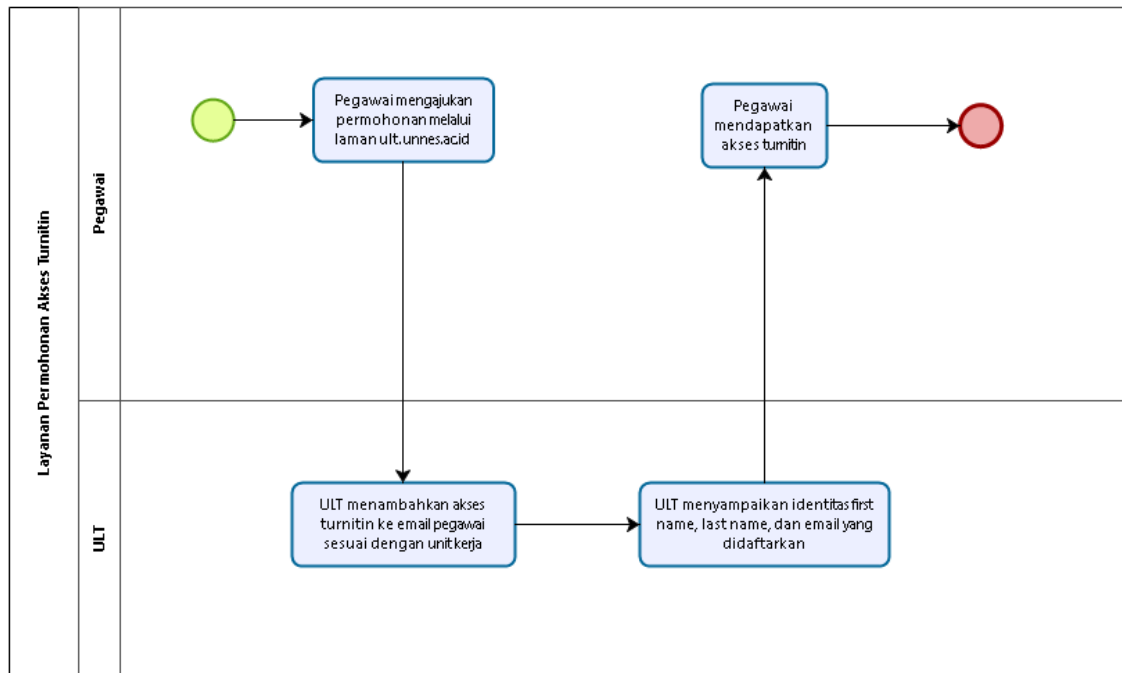 Layanan Permohonan Akses Turnitin
Pegawai
Pegawai mengajukan
permohonan melalui
laman ult.unnes.ac.id
Pegawai
mendapatkan
akses turnitin
ULT
ULT menambahkan akses
turnitin ke email pegawai
sesuai dengan unit kerja
ULT menyampaikan identitas first
name, last name, dan email yang
didaftarkan